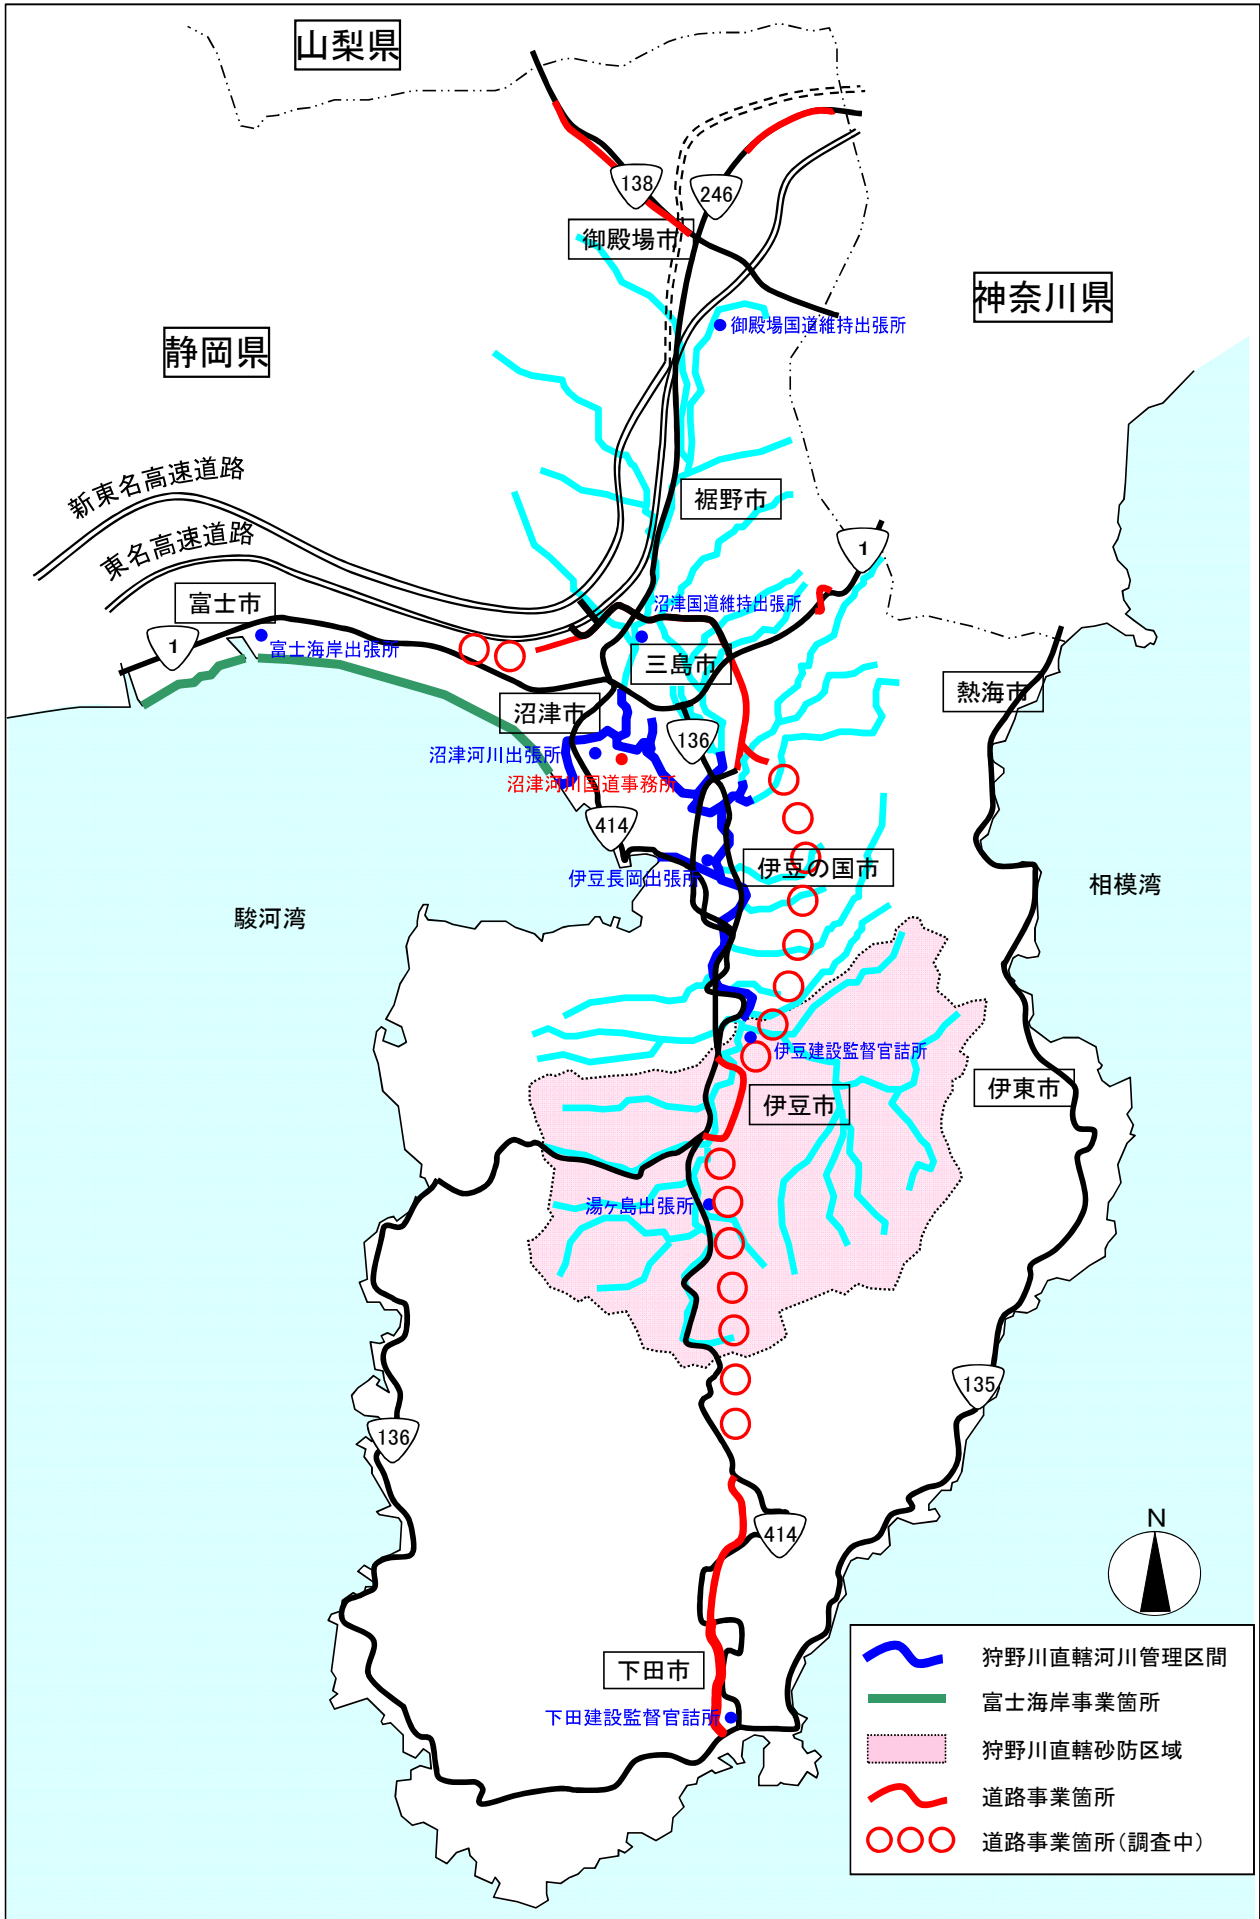 山梨県
138
246
御殿場市
神奈川県
御殿場国道維持出張所
静岡県
新東名高速道路
裾野市
東名高速道路
1
富士市
沼津国道維持出張所
1
富士海岸出張所
三島市
熱海市
沼津市
136
沼津河川出張所
沼津河川国道事務所
414
伊豆の国市
伊豆長岡出張所
相模湾
駿河湾
伊豆建設監督官詰所
伊東市
伊豆市
湯ヶ島出張所
135
136
N
414
狩野川直轄河川管理区間
下田市
富士海岸事業箇所
下田建設監督官詰所
狩野川直轄砂防区域
道路事業箇所
道路事業箇所(調査中)